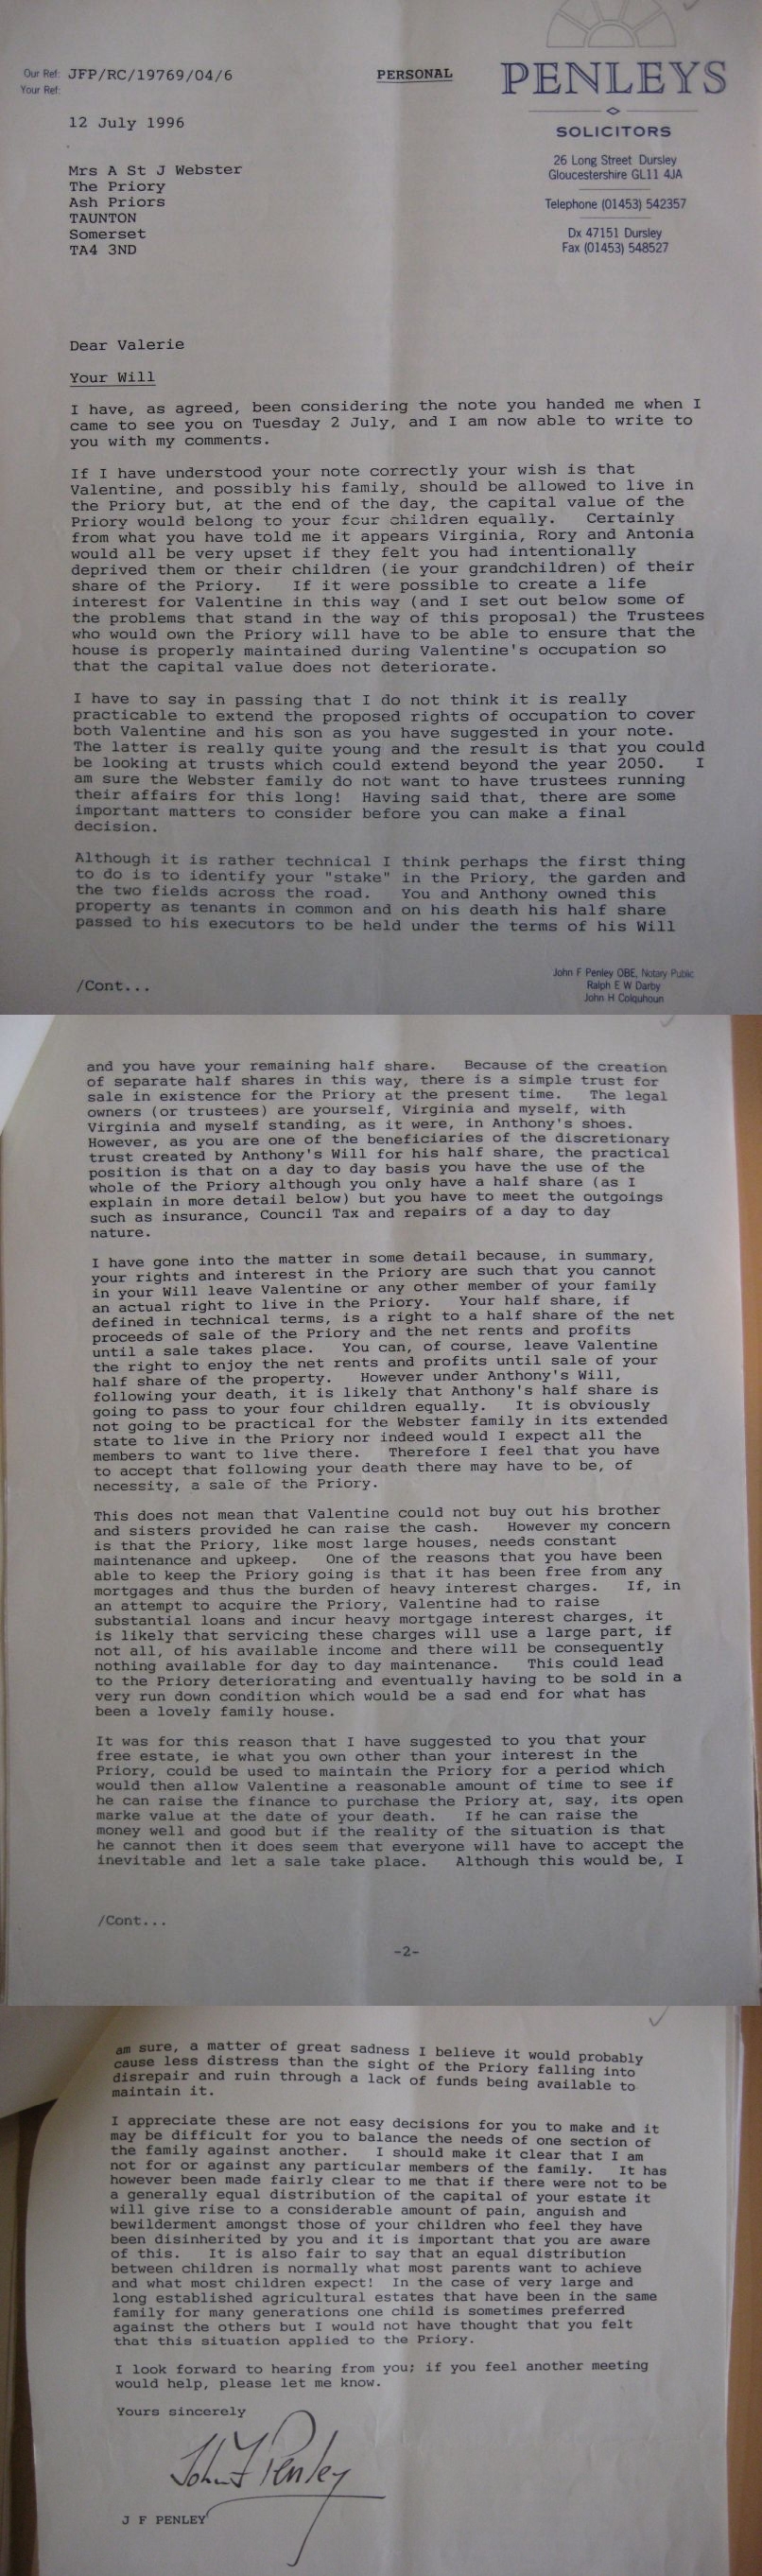 Our Ref: JFP/RC/19769/04/6
Your Ref:
PERSONAL
PENLEYS
SOLICITORS
26 Long Street Dursley
Gloucestershire GL11 4JA
Telephone (01453) 542357
Dx 47151 Dursley
Fax (01453) 548527
12 July 1996
Mrs A St J Webster
The Priory
Ash Priors
TAUNTON
Somerset
TA4 3ND
Dear Valerie
Your Will
I have, as agreed, been considering the note you handed me when I
came to see you on Tuesday 2 July, and I am now able to write to
you with my comments.
If I have understood your note correctly your wish is that
Valentine, and possibly his family, should be allowed to live in
the Priory but, at the end of the day, the capital value of the
Priory would belong to your four children equally. Certainly
from what you have told me it appears Virginia, Rory and Antonia
would all be very upset if they felt you had intentionally
deprived them or their children (ie your grandchildren) of their
share of the Priory. If it were possible to create a life
interest for Valentine in this way (and I set out below some of
the problems that stand in the way of this proposal) the Trustees
who would own the Priory will have to be able to ensure that the
house is properly maintained during Valentine's occupation so
that the capital value does not deteriorate.
I have to say in passing that I do not think it is really
practicable to extend the proposed rights of occupation to cover
both Valentine and his son as you have suggested in your note.
The latter is really quite young and the result is that you could
be looking at trusts which could extend beyond the year 2050. I
am sure the Webster family do not want to have trustees running
their affairs for this long! Having said that, there are some
important matters to consider before you can make a final
decision.
Although it is rather technical I think perhaps the first thing
to do is to identify your "stake" in the Priory, the garden and
the two fields across the road. You and Anthony owned this
property as tenants in common and on his death his half share
passed to his executors to be held under the terms of his Will
/Cont...
John F Penley OBE, Notary Public
Ralph E W Darby
John H Colquhoun
and you have your remaining half share. Because of the creation
of separate half shares in this way, there is a simple trust for
sale in existence for the Priory at the present time. The legal
owners (or trustees) are yourself, Virginia and myself, with
Virginia and myself standing, as it were, in Anthony's shoes.
However, as you are one of the beneficiaries of the discretionary
trust created by Anthony's Will for his half share, the practical
position is that on a day to day basis you have the use of the
whole of the Priory although you only have a half share (as I
explain in more detail below) but you have to meet the outgoings
such as insurance, Council Tax and repairs of a day to day
nature.
I have gone into the matter in some detail because, in summary,
your rights and interest in the Priory are such that you cannot
in your Will leave Valentine or any other member of your family
an actual right to live in the Priory. Your half share, if
defined in technical terms, is a right to a half share of the net
proceeds of sale of the Priory and the net rents and profits
until a sale takes place. You can, of course, leave Valentine
the right to enjoy the net rents and profits until sale of your
half share of the property. However under Anthony's Will,
following your death, it is likely that Anthony's half share is
going to pass to your four children equally. It is obviously
not going to be practical for the Webster family in its extended
state to live in the Priory nor indeed would I expect all the
members to want to live there. Therefore I feel that you have
to accept that following your death there may have to be, of
necessity, a sale of the Priory.
This does not mean that Valentine could not buy out his brother
and sisters provided he can raise the cash. However my concern
is that the Priory, like most large houses, needs constant
maintenance and upkeep. One of the reasons that you have been
able to keep the Priory going is that it has been free from any
mortgages and thus the burden of heavy interest charges. If, in
an attempt to acquire the Priory, Valentine had to raise
substantial loans and incur heavy mortgage interest charges, it
is likely that servicing these charges will use a large part, if
not all, of his available income and there will be consequently
nothing available for day to day maintenance. This could lead
to the Priory deteriorating and eventually having to be sold in a
very run down condition which would be a sad end for what has
been a lovely family house.
It was for this reason that I have suggested to you that your
free estate, ie what you own other than your interest in the
Priory, could be used to maintain the Priory for a period which
would then allow Valentine a reasonable amount of time to see if
he can raise the finance to purchase the Priory at, say, its open
marke value at the date of your death. If he can raise the
money well and good but if the reality of the situation is that
he cannot then it does seem that everyone will have to accept the
inevitable and let a sale take place. Although this would be, I
/Cont...
-2-
am sure, a matter of great sadness I believe it would probably
cause less distress than the sight of the Priory falling into
disrepair and ruin through a lack of funds being available to
maintain it.
I appreciate these are not easy decisions for you to make and it
may be difficult for you to balance the needs of one section of
the family against another. I should make it clear that I am
not for or against any particular members of the family. It has
however been made fairly clear to me that if there were not to be
a generally equal distribution of the capital of your estate it
will give rise to a considerable amount of pain, anguish and
bewilderment amongst those of your children who feel they have
been disinherited by you and it is important that you are aware
of this. It is also fair to say that an equal distribution
between children is normally what most parents want to achieve
and what most children expect! In the case of very large and
long established agricultural estates that have been in the same
family for many generations one child is sometimes preferred
against the others but I would not have thought that you felt
that this situation applied to the Priory.
I look forward to hearing from you; if you feel another meeting
would help, please let me know.
Yours sincerely
John F Penley
J F PENLEY